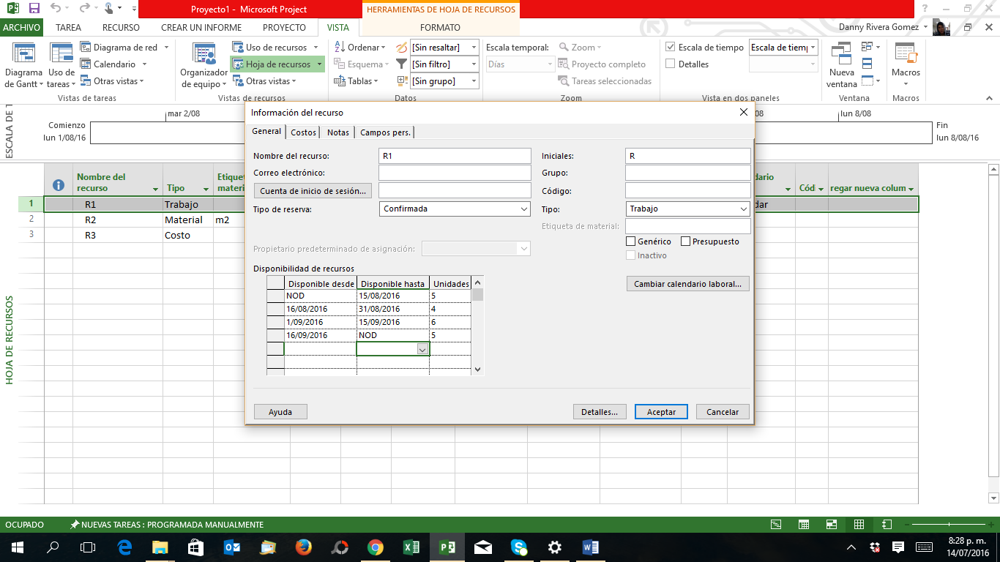 Proyecto1 - Microsoft Project
HERRAMIENTAS DE HOJA DE RECURSOS
ARCHIVO TAREA RECURSO CREAR UN INFORME PROYECTO VISTA FORMATO
Danny Rivera Gomez
Diagrama de Gantt
Uso de tareas
Diagrama de red
Calendario
Otras vistas
Vistas de tareas
Organizador de equipo
Uso de recursos
Hoja de recursos
Otras vistas
Vistas de recursos
Ordenar
Esquema
Tablas
[Sin resaltar]
[Sin filtro]
[Sin grupo]
Datos
Escala temporal:
Días
Zoom
Proyecto completo
Tareas seleccionadas
Zoom
Escala de tiempo
Escala de tiem
Detalles
Vista en dos paneles
Nueva ventana
Ventana
Macros
Macros
ESCALA DE T
mar 2/08
08
lun 8/08
Comienzo
lun 1/08/16
Fin
lun 8/08/16
HOJA DE RECURSOS
Nombre del recurso Tipo Etique materi dario Cód regar nueva colum
1 R1 Trabajo dar
2 R2 Material m2
3 R3 Costo
Información del recurso
General Costos Notas Campos pers.
Nombre del recurso: R1 Iniciales: R
Correo electrónico: Grupo:
Cuenta de inicio de sesión... Código:
Tipo de reserva: Confirmada Tipo: Trabajo
Etiqueta de material:
Genérico Presupuesto
Propietario predeterminado de asignación:
Inactivo
Disponibilidad de recursos
Cambiar calendario laboral...
Disponible desde Disponible hasta Unidades
NOD 15/08/2016 5
16/08/2016 31/08/2016 4
1/09/2016 15/09/2016 6
16/09/2016 NOD 5
Ayuda Detalles... Aceptar Cancelar
OCUPADO NUEVAS TAREAS : PROGRAMADA MANUALMENTE
8:28 p. m.
14/07/2016